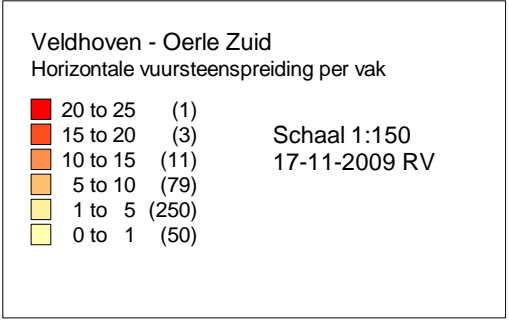 Veldhoven - Oerle Zuid
Horizontale vuursteenspreiding per vak
20 to 25 (1)
15 to 20 (3)
10 to 15 (11)
5 to 10 (79)
1 to 5 (250)
0 to 1 (50)
Schaal 1:150
17-11-2009 RV